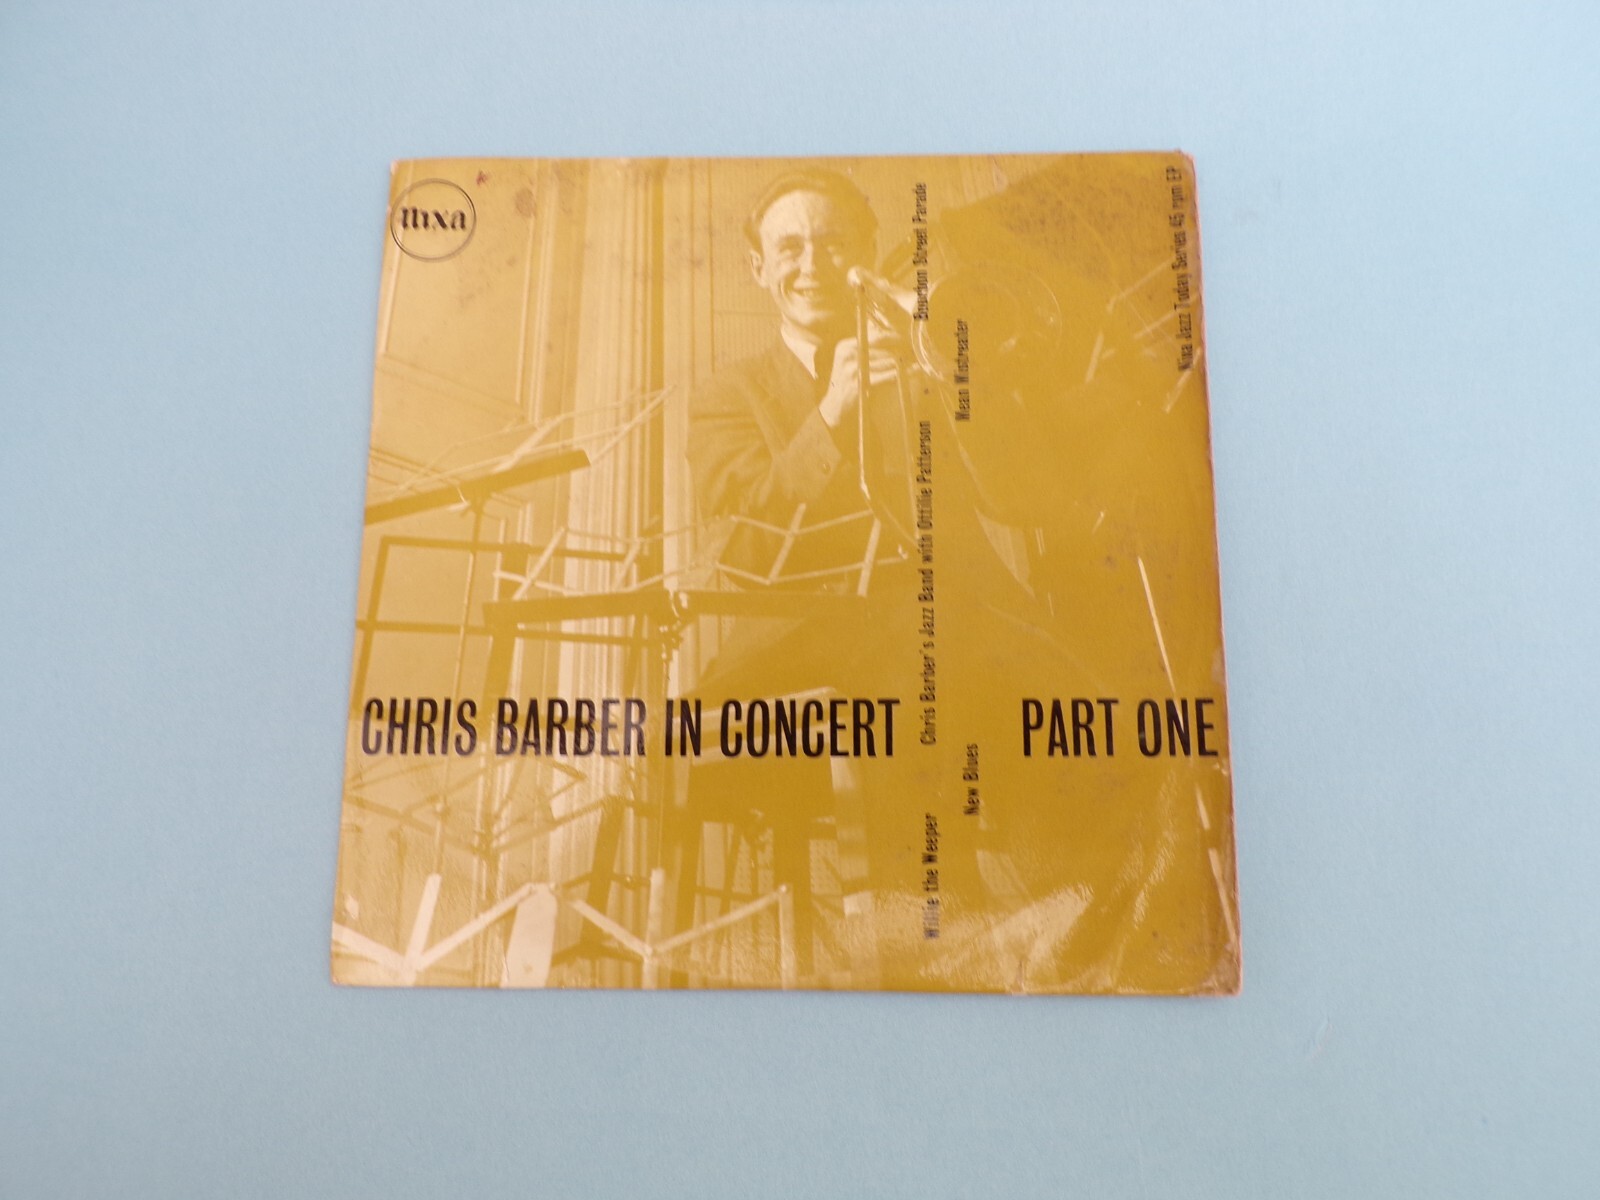 nixa
Nixa Jazz Today Series 45 rpm EP
CHRIS BARBER IN CONCERT PART ONE
Willie the Weeper Chris Barber's Jazz Band with Ottilie Patterson Bourbon Street Parade
New Blues Mean Mistreater